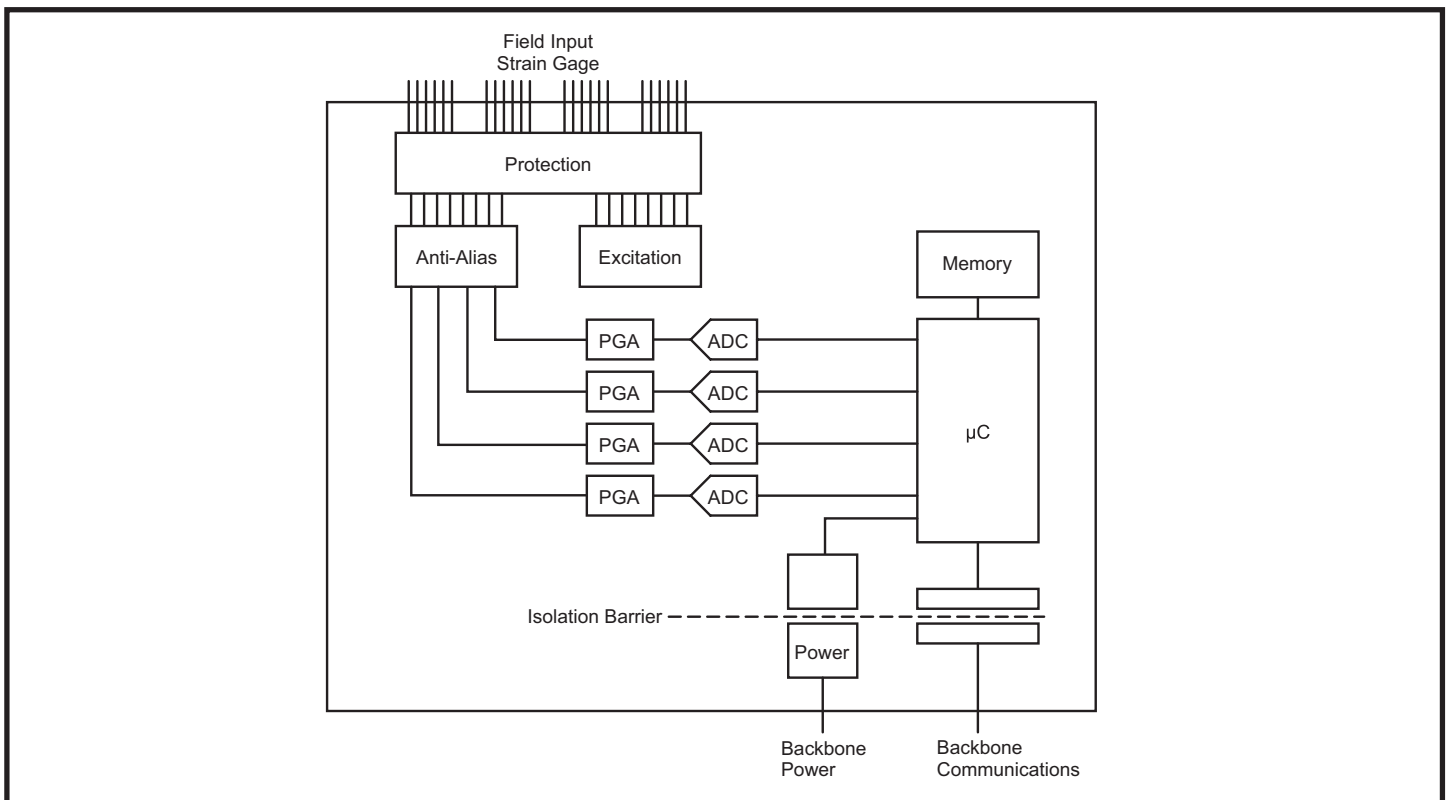 Field Input
Strain Gage
Protection
Anti-Alias
Excitation
Memory
PGA
ADC
PGA
ADC
PGA
ADC
PGA
ADC
µC
Isolation Barrier
Power
Backbone
Power
Backbone
Communications